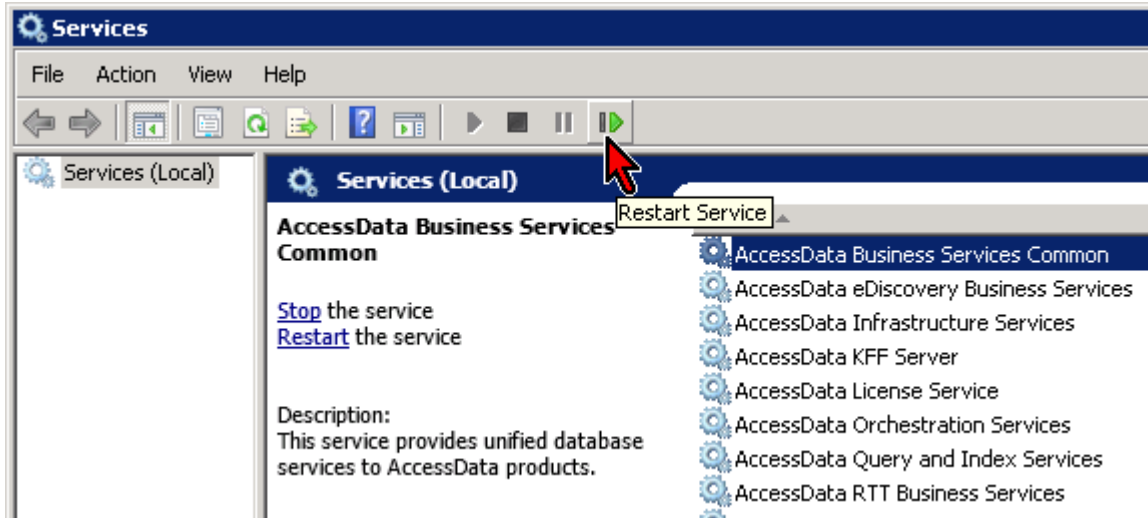 Services
File Action View Help
Services (Local)
Services (Local)
Restart Service
AccessData Business Services
Common
Stop the service
Restart the service
Description:
This service provides unified database
services to AccessData products.
AccessData Business Services Common
AccessData eDiscovery Business Services
AccessData Infrastructure Services
AccessData KFF Server
AccessData License Service
AccessData Orchestration Services
AccessData Query and Index Services
AccessData RTT Business Services